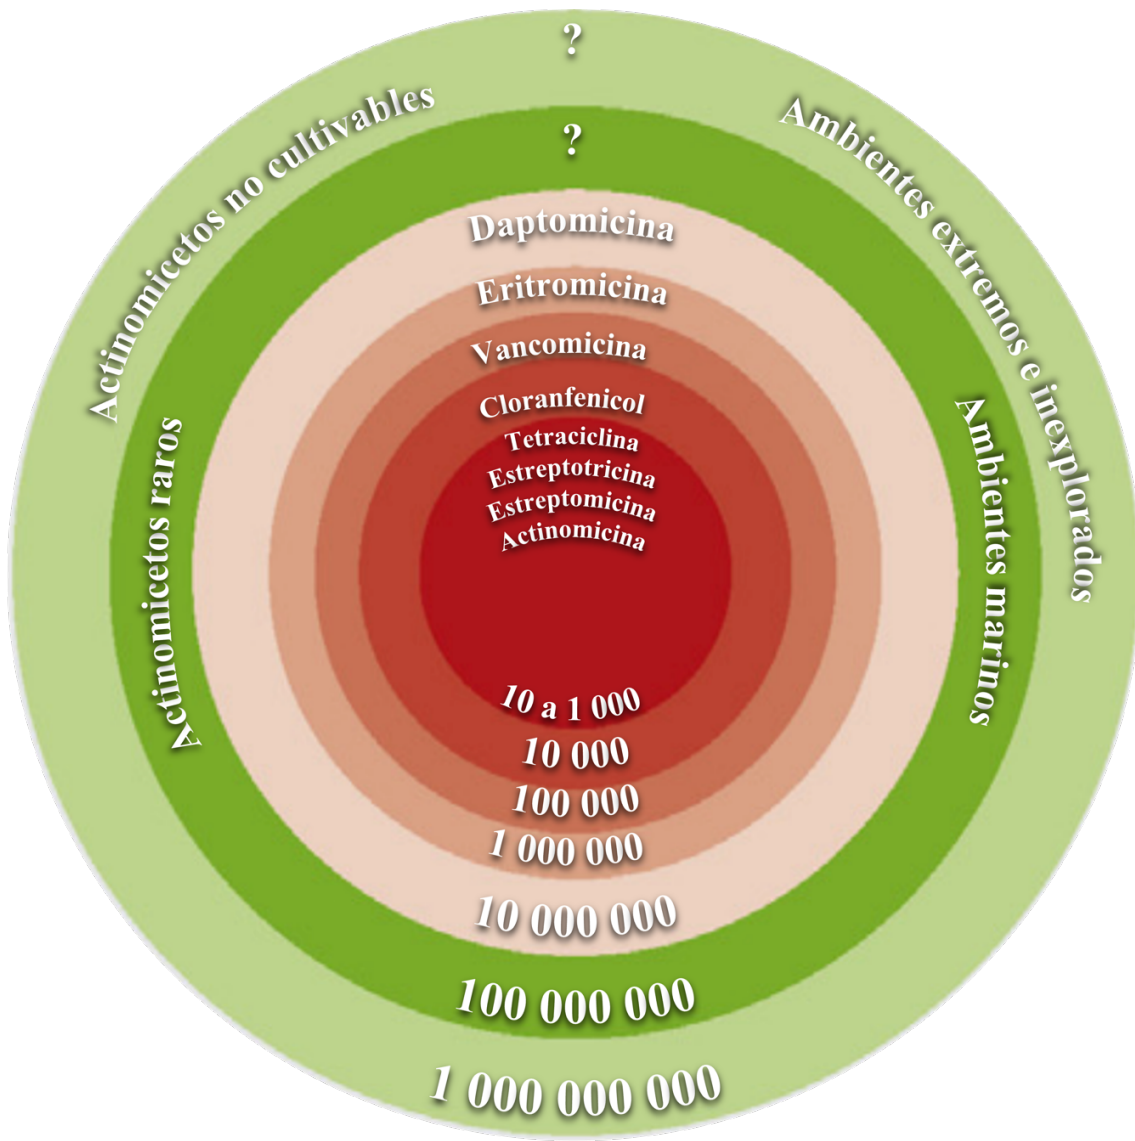 ?
Actinomicetos no cultivables
Ambientes extremos e inexplorados
?
Actinomicetos raros
Ambientes marinos
Daptomicina
Eritromicina
Vancomicina
Cloranfenicol
Tetraciclina
Estreptotricina
Estreptomicina
Actinomicina
10 a 1 000
10 000
100 000
1 000 000
10 000 000
100 000 000
1 000 000 000